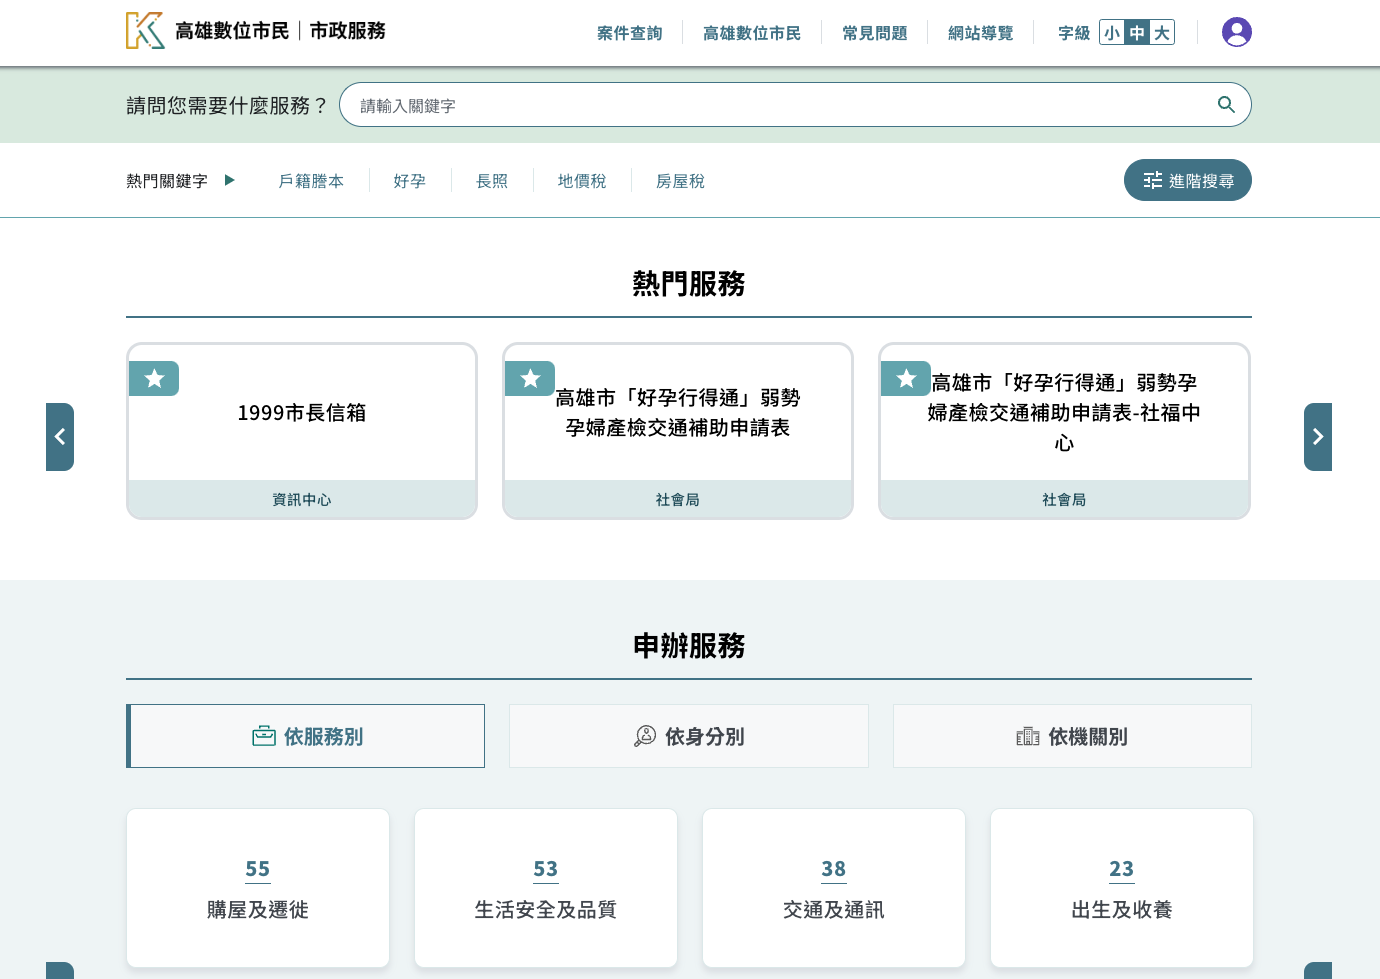 高雄數位市民｜市政服務
案件查詢
高雄數位市民
常見問題
網站導覽
字級 小 中 大
請問您需要什麼服務？
請輸入關鍵字
熱門關鍵字
戶籍謄本
好孕
長照
地價稅
房屋稅
進階搜尋
熱門服務
1999市長信箱
資訊中心
高雄市「好孕行得通」弱勢
孕婦產檢交通補助申請表
社會局
高雄市「好孕行得通」弱勢孕
婦產檢交通補助申請表-社福中
心
社會局
申辦服務
依服務別
依身分別
依機關別
55
購屋及遷徙
53
生活安全及品質
38
交通及通訊
23
出生及收養